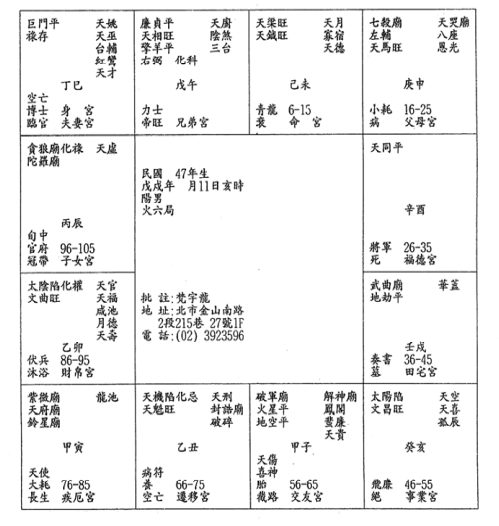 巨門平 天姚
祿存 天巫
台輔
紅鸞
天才
丁巳
空亡
博士 身 宮
臨官 夫妻宮
廉貞平 天廚
天相旺 陰煞
擎羊平 三台
右弼 化科
戊午
力士
帝旺 兄弟宮
天梁旺 天月
天鉞旺 寡宿
天德
己未
青龍 6-15
衰 命 宮
七殺廟 天哭廟
左輔 八座
天馬旺 恩光
庚申
小耗 16-25
病 父母宮
貪狼廟化祿 天虛
陀羅廟
丙辰
旬中
官府 96-105
冠帶 子女宮
民國 47年生
戊戌年 月11日亥時
陽男
火六局
批 註:梵宇龍
地 址:北市金山南路
2段215巷 27號1F
電 話:(02) 3923596
天同平
辛酉
將軍 26-35
死 福德宮
太陰陷化權 天官
文曲旺 天福
咸池
月德
天壽
乙卯
伏兵 86-95
沐浴 財帛宮
武曲廟 華蓋
地劫平
壬戌
奏書 36-45
墓 田宅宮
紫微廟 龍池
天府廟
鈴星廟
甲寅
天使
大耗 76-85
長生 疾厄宮
天機陷化忌 天刑
天魁旺 封誥廟
破碎
乙丑
病符
養 66-75
空亡 遷移宮
破軍廟 解神廟
火星平 鳳閣
地空平 蜚廉
天貴
甲子
天傷
喜神
胎 56-65
截路 交友宮
太陽陷 天空
文昌旺 天喜
孤辰
癸亥
飛廉 46-55
絕 事業宮